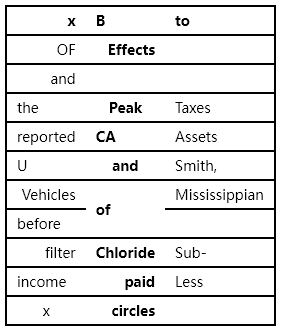 x B to
OF Effects
and
the Peak Taxes
reported CA Assets
U and Smith,
Vehicles of Mississippian
before
filter Chloride Sub-
income paid Less
x circles